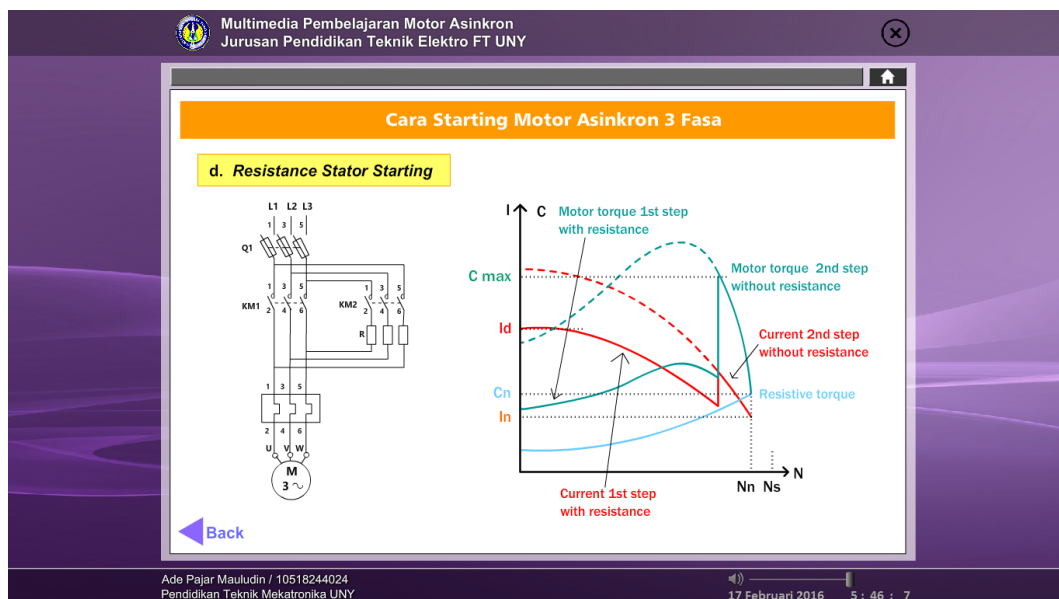 Multimedia Pembelajaran Motor Asinkron
Jurusan Pendidikan Teknik Elektro FT UNY
Cara Starting Motor Asinkron 3 Fasa
d. Resistance Stator Starting
L1 L2 L3
1 3 5
Q1
1 3 5
KM1
2 4 6
1 3 5
KM2
2 4 6
R
1 3 5
2 4 6
U V W
M
3 ~
I C
Motor torque 1st step
with resistance
C max
Motor torque 2nd step
without resistance
Id
Current 2nd step
without resistance
Cn
Resistive torque
In
N
Nn Ns
Current 1st step
with resistance
Back
Ade Pajar Mauludin / 10518244024
Pendidikan Teknik Mekatronika UNY
17 Februari 2016 5 : 46 : 7